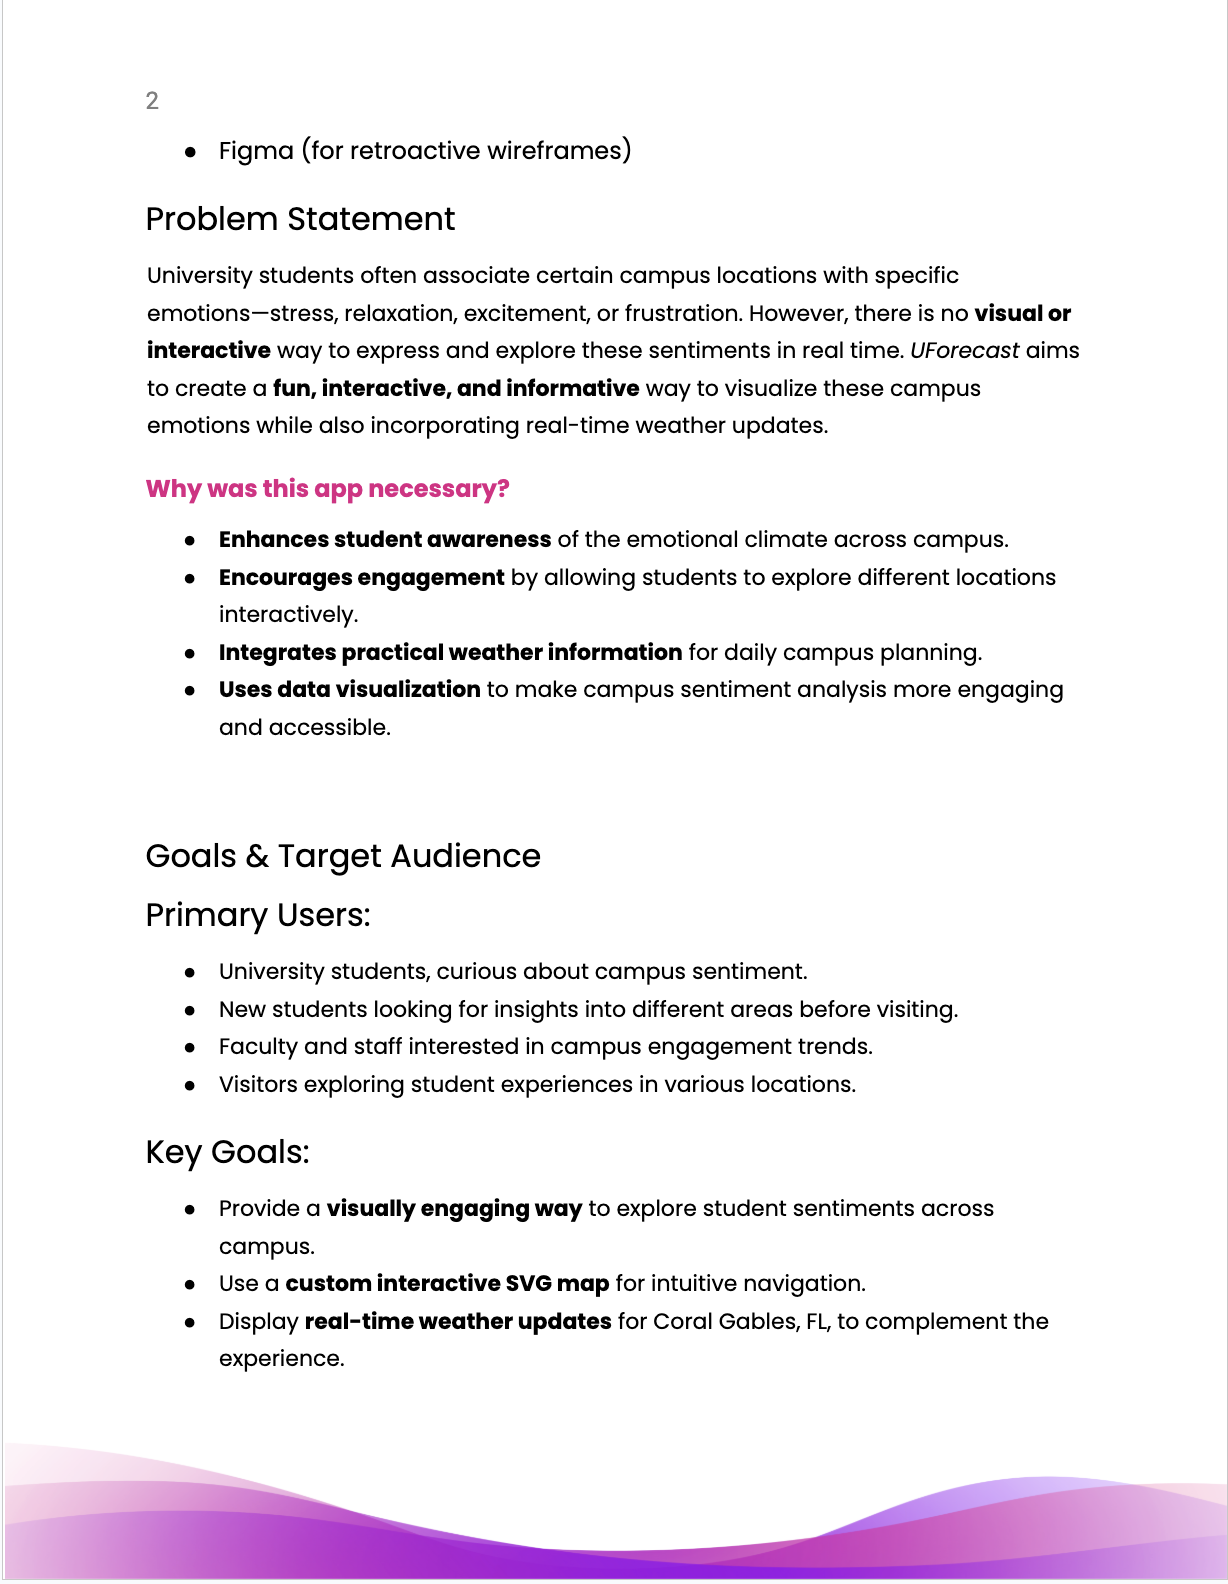 2
● Figma (for retroactive wireframes)
Problem Statement
University students often associate certain campus locations with specific
emotions—stress, relaxation, excitement, or frustration. However, there is no visual or
interactive way to express and explore these sentiments in real time. UForecast aims
to create a fun, interactive, and informative way to visualize these campus
emotions while also incorporating real-time weather updates.
Why was this app necessary?
● Enhances student awareness of the emotional climate across campus.
● Encourages engagement by allowing students to explore different locations
interactively.
● Integrates practical weather information for daily campus planning.
● Uses data visualization to make campus sentiment analysis more engaging
and accessible.
Goals & Target Audience
Primary Users:
● University students, curious about campus sentiment.
● New students looking for insights into different areas before visiting.
● Faculty and staff interested in campus engagement trends.
● Visitors exploring student experiences in various locations.
Key Goals:
● Provide a visually engaging way to explore student sentiments across
campus.
● Use a custom interactive SVG map for intuitive navigation.
● Display real-time weather updates for Coral Gables, FL, to complement the
experience.